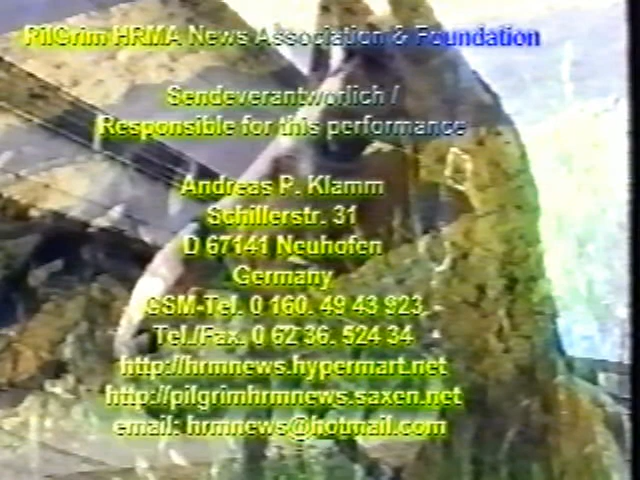 PilGrim HRMA News Association & Foundation
Sendeverantwortlich /
Responsible for this performance
Andreas P. Klamm
Schillerstr. 31
D 67141 Neuhofen
Germany
GSM-Tel. 0 160. 49 43 923
Tel./Fax. 0 62 36. 524 34
http://hrmnews.hypermart.net
http://pilgrimhrmnews.saxen.net
email: hrmnews@hotmail.com